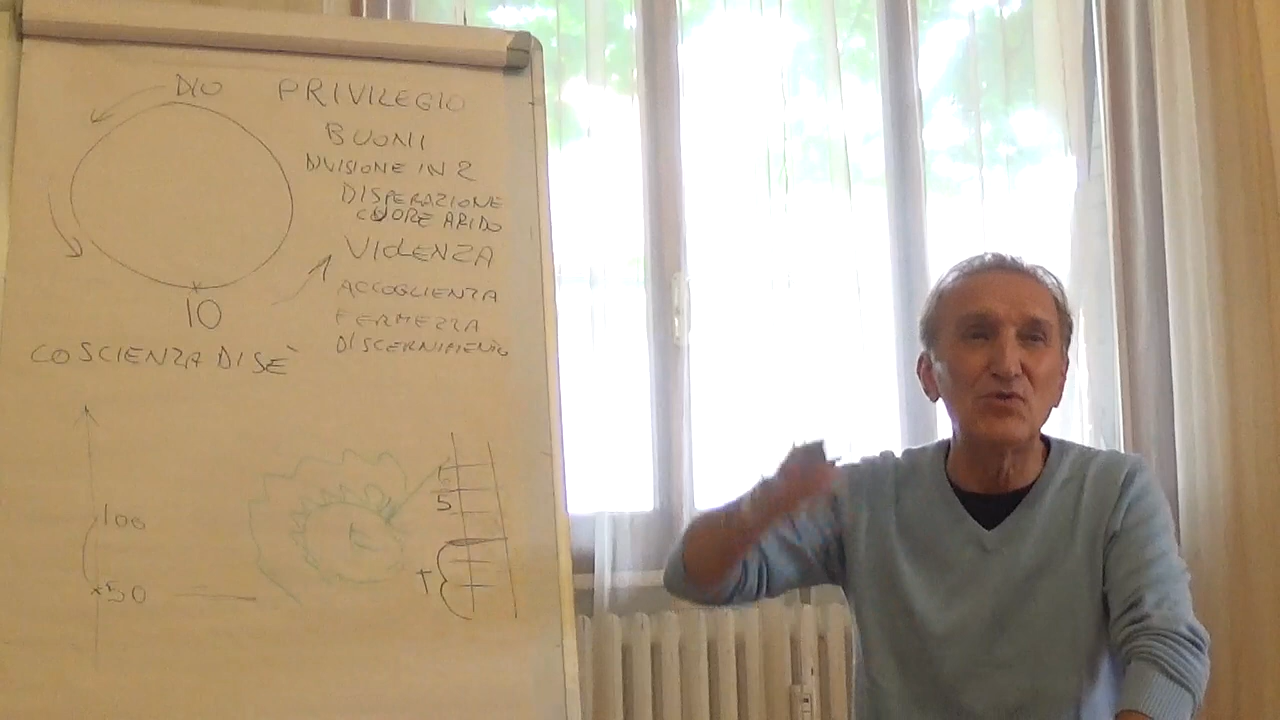 DIO PRIVILEGIO
BUONI
DIVISIONE IN 2
DISPERAZIONE
CUORE ARIDO
VIOLENZA
ACCOGLIENZA
FERMEZZA
DISCERNIMENTO
IO
COSCIENZA DI SÈ
100
50
6
5
T